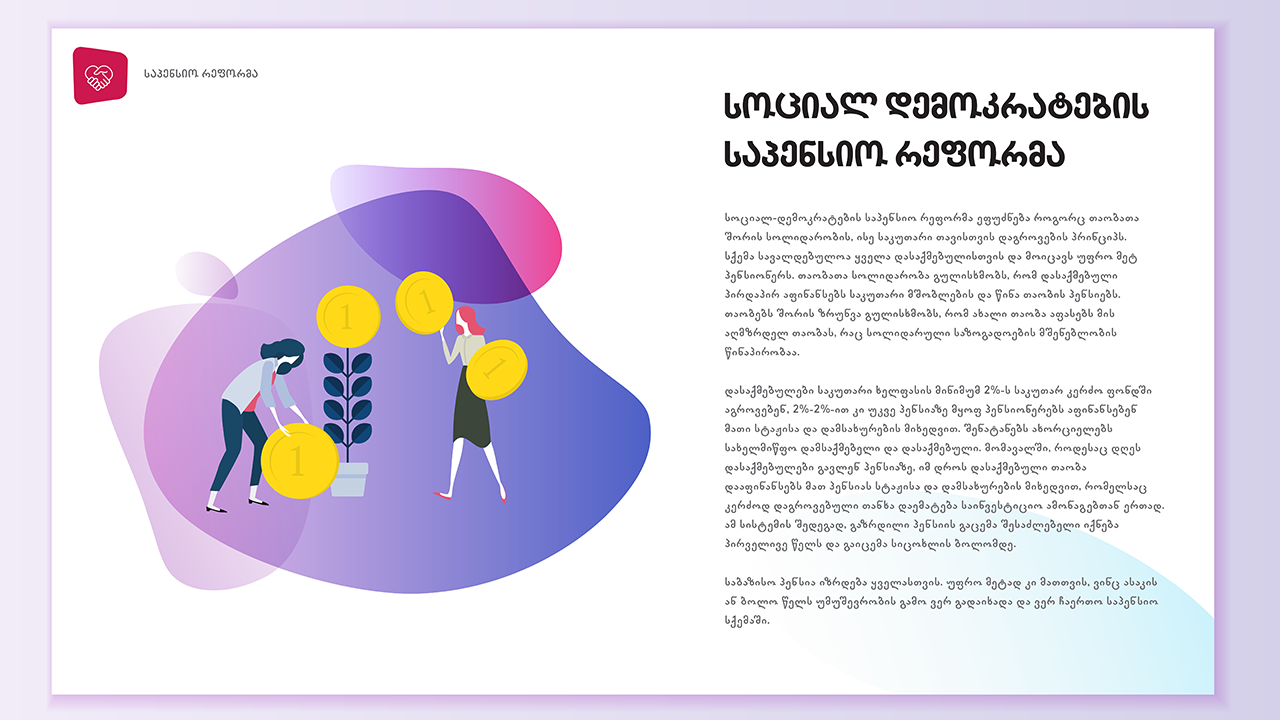 საპენსიო რეფორმა
სოციალ დემოკრატების
საპენსიო რეფორმა
სოციალ-დემოკრატების საპენსიო რეფორმა ეფუძნება როგორც თაობათა
შორის სოლიდარობის, ისე საკუთარი თავისთვის დაგროვების პრინციპს.
სქემა სავალდებულოა ყველა დასაქმებულისთვის და მოიცავს უფრო მეტ
პენსიონერს. თაობათა სოლიდარობა გულისხმობს, რომ დასაქმებული
პირდაპირ აფინანსებს საკუთარი მშობლების და წინა თაობის პენსიებს.
თაობებს შორის ზრუნვა გულისხმობს, რომ ახალი თაობა აფასებს მის
აღმზრდელ თაობას, რაც სოლიდარული საზოგადოების მშენებლობის
წინაპირობაა.
დასაქმებულები საკუთარი ხელფასის მინიმუმ 2%-ს საკუთარ კერძო ფონდში
აგროვებენ, 2%-2%-ით კი უკვე პენსიაზე მყოფ პენსიონერებს აფინანსებენ
მათი სტაჟისა და დამსახურების მიხედვით. შენატანებს ახორციელებს
სახელმიწფო დამსაქმებელი და დასაქმებული. მომავალში, როდესაც დღეს
დასაქმებულები გავლენ პენსიაზე, იმ დროს დასაქმებული თაობა
დააფინანსებს მათ პენსიას სტაჟისა და დამსახურების მიხედვით, რომელსაც
კერძოდ დაგროვებული თანხა დაემატება საინვესტიციო ამონაგებთან ერთად.
ამ სისტემის შედეგად, გაზრდილი პენსიის გაცემა შესაძლებელი იქნება
პირველივე წელს და გაიცემა სიცოხლის ბოლომდე.
საბაზისო პენსია იზრდება ყველასთვის. უფრო მეტად კი მათთვის, ვინც ასაკის
ან ბოლო წელს უმუშევრობის გამო ვერ გადაიხადა და ვერ ჩაერთო საპენსიო
სქემაში.
1
1
1
1